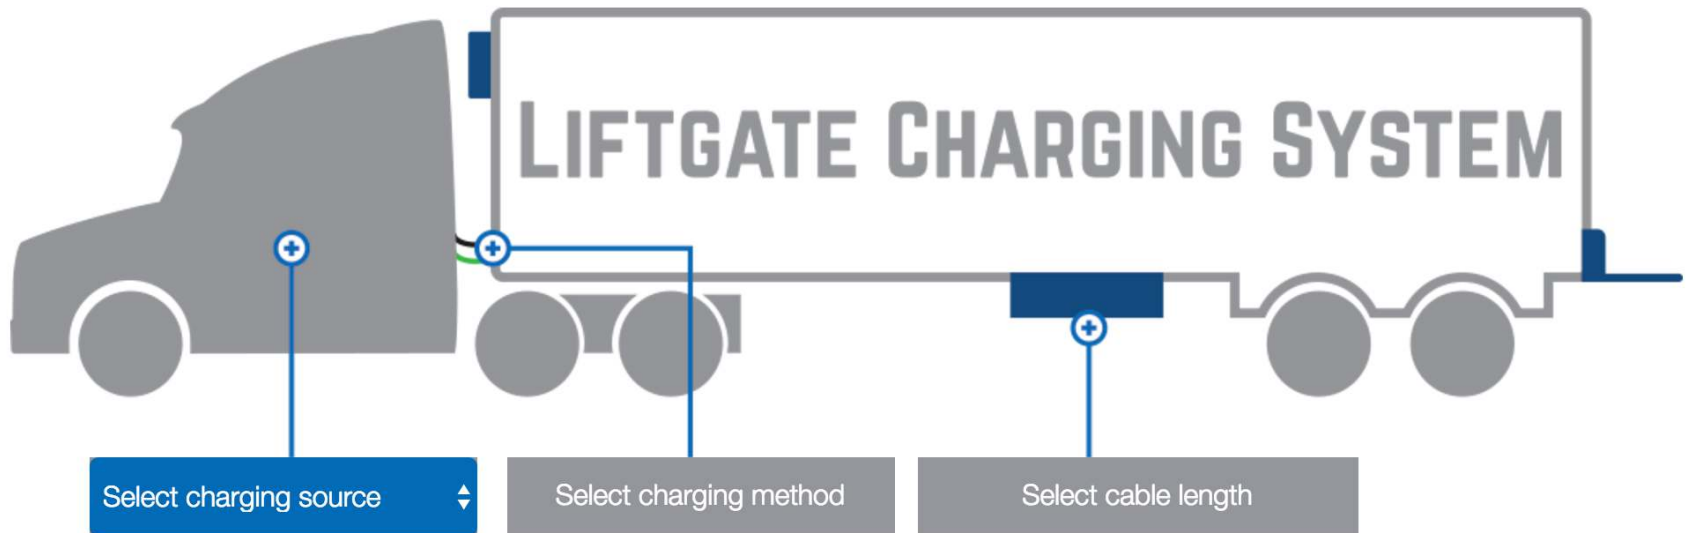 LIFTGATE CHARGING SYSTEM
Select charging source
Select charging method
Select cable length